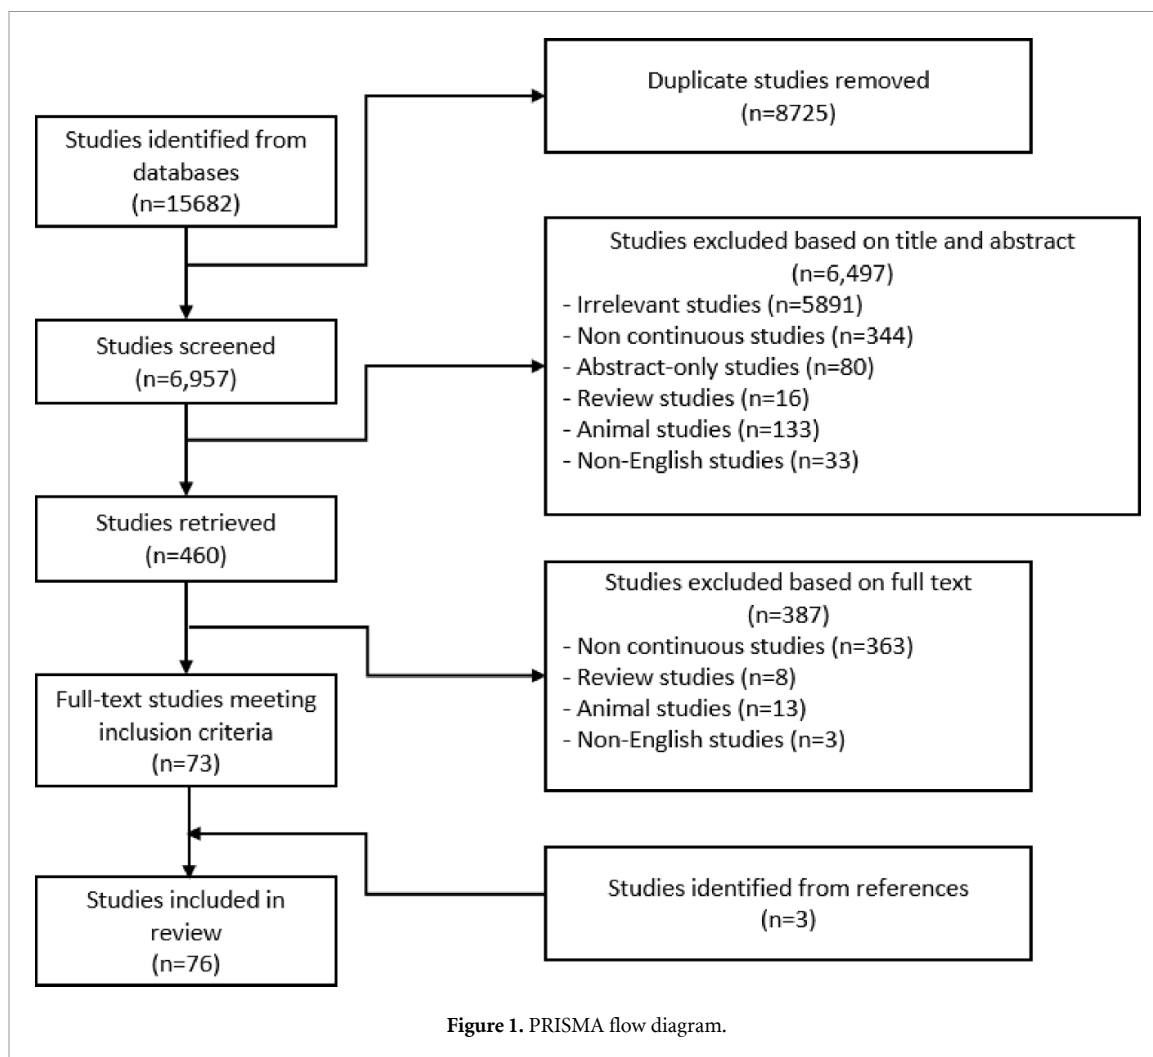 Duplicate studies removed
(n=8725)
Studies identified from
databases
(n=15682)
Studies excluded based on title and abstract
(n=6,497)
- Irrelevant studies (n=5891)
- Non continuous studies (n=344)
- Abstract-only studies (n=80)
- Review studies (n=16)
- Animal studies (n=133)
- Non-English studies (n=33)
Studies screened
(n=6,957)
Studies retrieved
(n=460)
Studies excluded based on full text
(n=387)
- Non continuous studies (n=363)
- Review studies (n=8)
- Animal studies (n=13)
- Non-English studies (n=3)
Full-text studies meeting
inclusion criteria
(n=73)
Studies identified from references
(n=3)
Studies included in
review
(n=76)
Figure 1. PRISMA flow diagram.